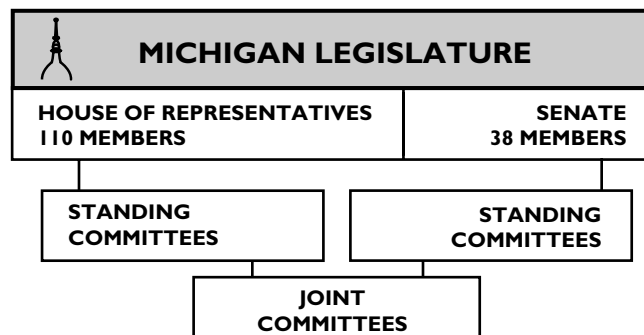 MICHIGAN LEGISLATURE
HOUSE OF REPRESENTATIVES
110 MEMBERS
SENATE
38 MEMBERS
STANDING
COMMITTEES
STANDING
COMMITTEES
JOINT
COMMITTEES